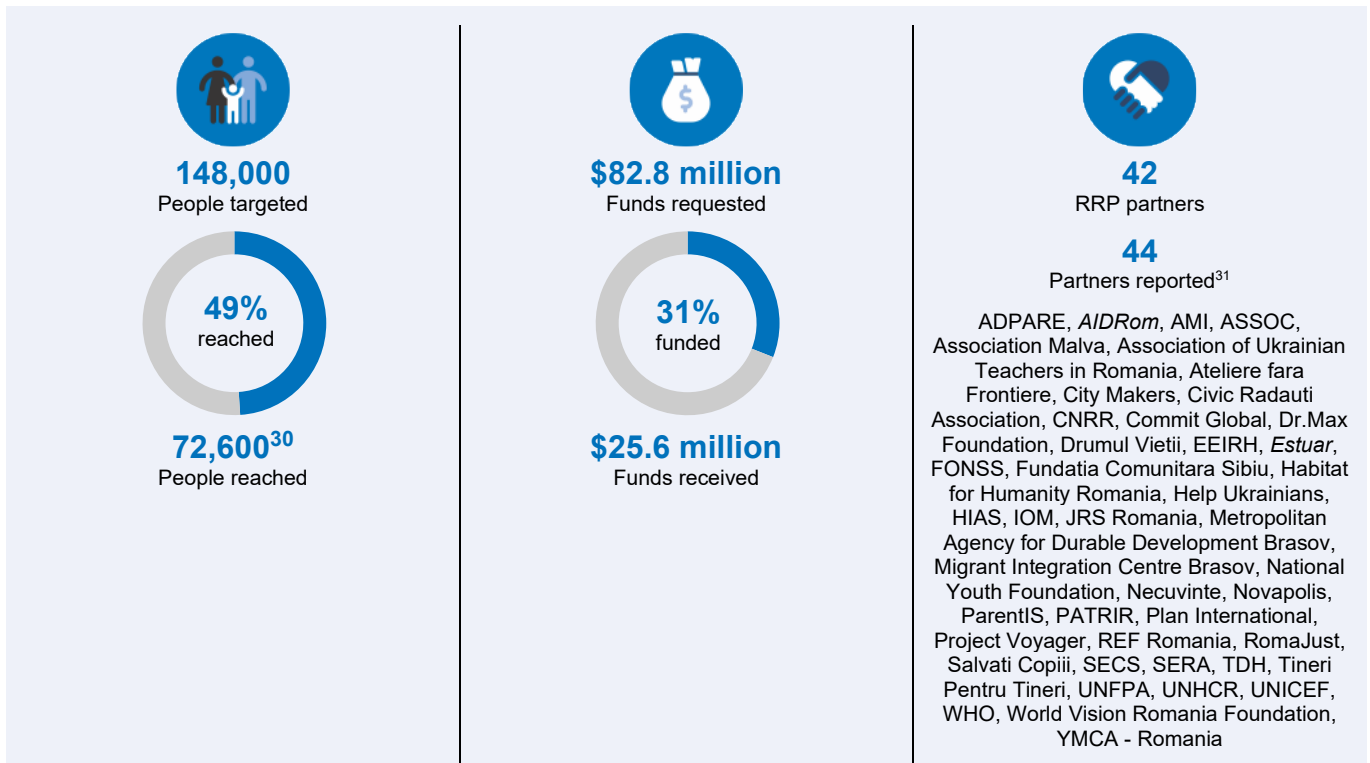 148,000
People targeted
49%
reached
72,60030
People reached
$
$82.8 million
Funds requested
31%
funded
$25.6 million
Funds received
42
RRP partners
44
Partners reported31
ADPARE, AIDRom, AMI, ASSOC,
Association Malva, Association of Ukrainian
Teachers in Romania, Ateliere fara
Frontiere, City Makers, Civic Radauti
Association, CNRR, Commit Global, Dr.Max
Foundation, Drumul Vietii, EEIRH, Estuar,
FONSS, Fundatia Comunitara Sibiu, Habitat
for Humanity Romania, Help Ukrainians,
HIAS, IOM, JRS Romania, Metropolitan
Agency for Durable Development Brasov,
Migrant Integration Centre Brasov, National
Youth Foundation, Necuvinte, Novapolis,
ParentIS, PATRIR, Plan International,
Project Voyager, REF Romania, RomaJust,
Salvati Copiii, SECS, SERA, TDH, Tineri
Pentru Tineri, UNFPA, UNHCR, UNICEF,
WHO, World Vision Romania Foundation,
YMCA - Romania